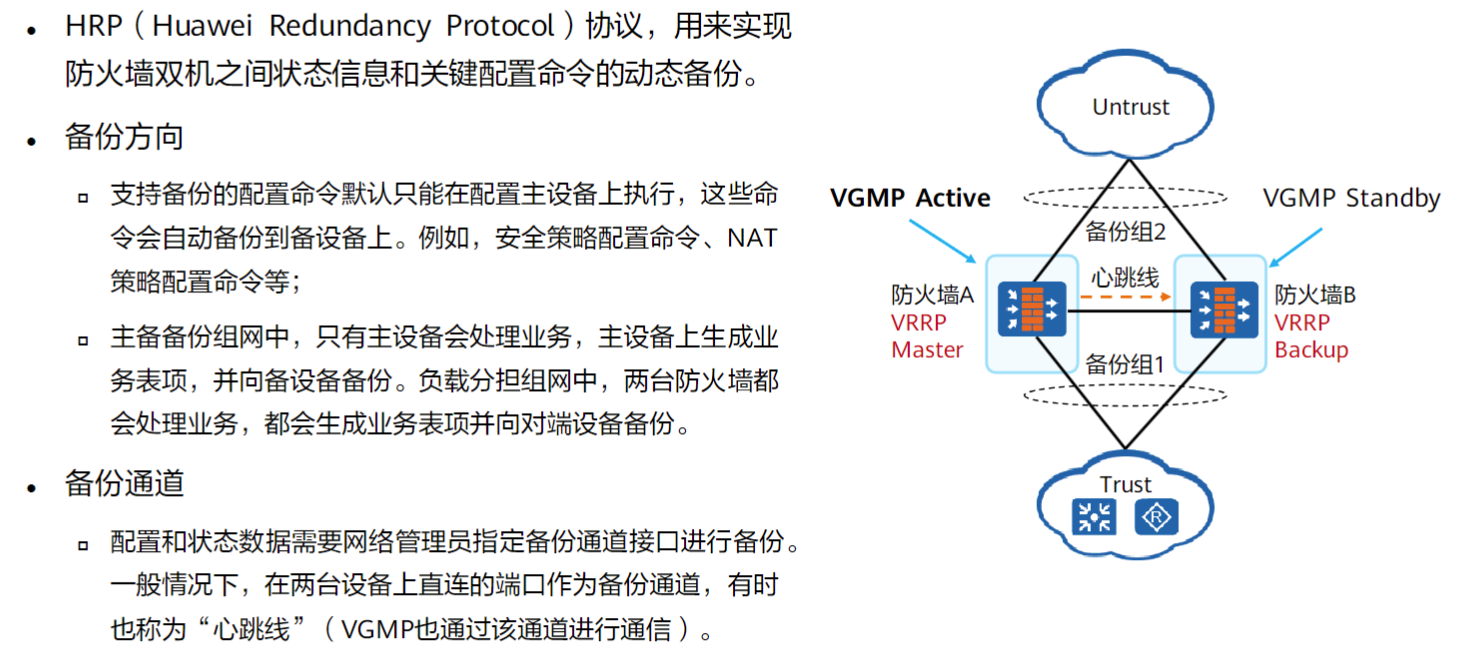 HRP（Huawei Redundancy Protocol）协议，用来实现
防火墙双机之间状态信息和关键配置命令的动态备份。
备份方向
支持备份的配置命令默认只能在配置主设备上执行，这些命
令会自动备份到备设备上。例如，安全策略配置命令、NAT
策略配置命令等；
主备备份组网中，只有主设备会处理业务，主设备上生成业
务表项，并向备设备备份。负载分担组网中，两台防火墙都
会处理业务，都会生成业务表项并向对端设备备份。
备份通道
配置和状态数据需要网络管理员指定备份通道接口进行备份。
一般情况下，在两台设备上直连的端口作为备份通道，有时
也称为“心跳线”（VGMP也通过该通道进行通信）。
Untrust
VGMP Active
VGMP Standby
备份组2
心跳线
防火墙A
VRRP
Master
防火墙B
VRRP
Backup
备份组1
Trust
R